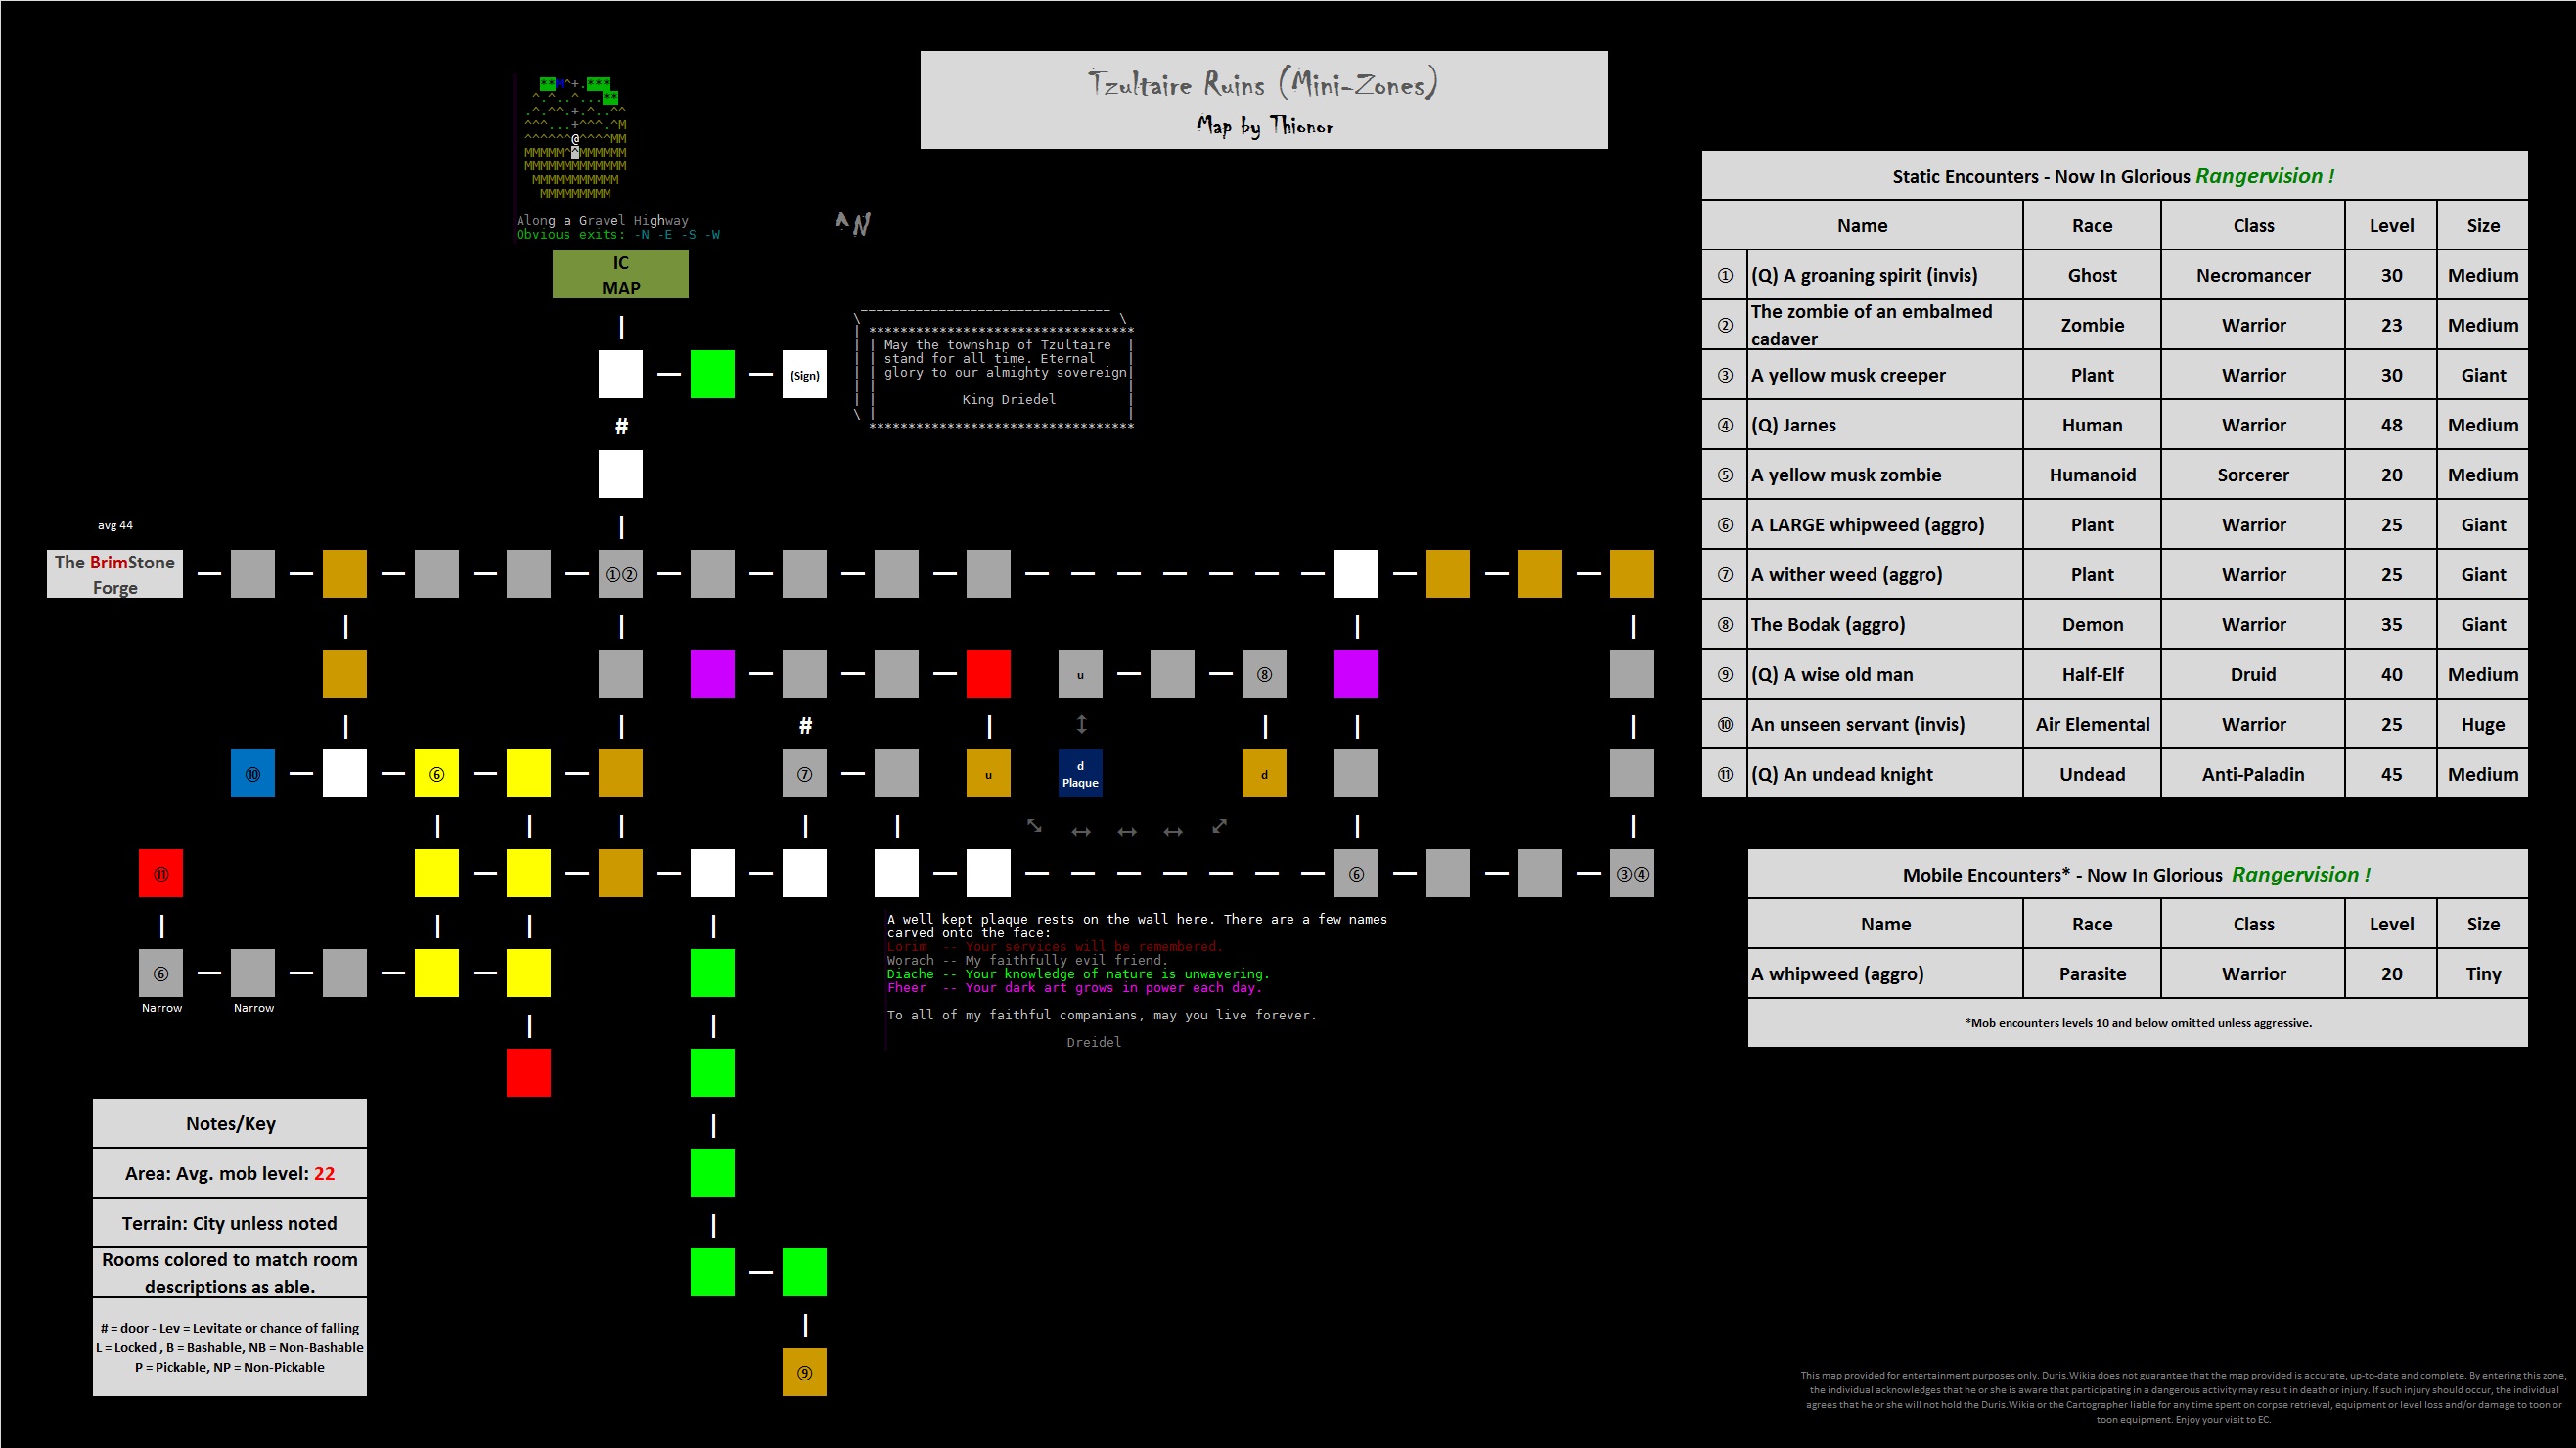 Tzultaire Ruins (Mini-Zones)
Map by Thionor
Along a Gravel Highway
Obvious exits: -N -E -S -W
^N
IC
MAP
(Sign)
May the township of Tzultaire
stand for all time. Eternal
glory to our almighty sovereign
King Driedel
#
avg 44
The BrimStone
Forge
①②
u
⑧
#
⑩
⑥
⑦
u
d
Plaque
d
⑪
⑥
③④
⑥
Narrow
Narrow
A well kept plaque rests on the wall here. There are a few names
carved onto the face:
Lorim -- Your services will be remembered.
Worach -- My faithfully evil friend.
Diache -- Your knowledge of nature is unwavering.
Fheer -- Your dark art grows in power each day.
To all of my faithful companians, may you live forever.
Dreidel
⑨
Notes/Key
Area: Avg. mob level: 22
Terrain: City unless noted
Rooms colored to match room
descriptions as able.
# = door - Lev = Levitate or chance of falling
L = Locked , B = Bashable, NB = Non-Bashable
P = Pickable, NP = Non-Pickable
Static Encounters - Now In Glorious Rangervision !
Name Race Class Level Size
① (Q) A groaning spirit (invis) Ghost Necromancer 30 Medium
② The zombie of an embalmed cadaver Zombie Warrior 23 Medium
③ A yellow musk creeper Plant Warrior 30 Giant
④ (Q) Jarnes Human Warrior 48 Medium
⑤ A yellow musk zombie Humanoid Sorcerer 20 Medium
⑥ A LARGE whipweed (aggro) Plant Warrior 25 Giant
⑦ A wither weed (aggro) Plant Warrior 25 Giant
⑧ The Bodak (aggro) Demon Warrior 35 Giant
⑨ (Q) A wise old man Half-Elf Druid 40 Medium
⑩ An unseen servant (invis) Air Elemental Warrior 25 Huge
⑪ (Q) An undead knight Undead Anti-Paladin 45 Medium
Mobile Encounters* - Now In Glorious Rangervision !
Name Race Class Level Size
A whipweed (aggro) Parasite Warrior 20 Tiny
*Mob encounters levels 10 and below omitted unless aggressive.
This map provided for entertainment purposes only. Duris.Wikia does not guarantee that the map provided is accurate, up-to-date and complete. By entering this zone,
the individual acknowledges that he or she is aware that participating in a dangerous activity may result in death or injury. If such injury should occur, the individual
agrees that he or she will not hold the Duris.Wikia or the Cartographer liable for any time spent on corpse retrieval, equipment or level loss and/or damage to toon or
toon equipment. Enjoy your visit to EC.